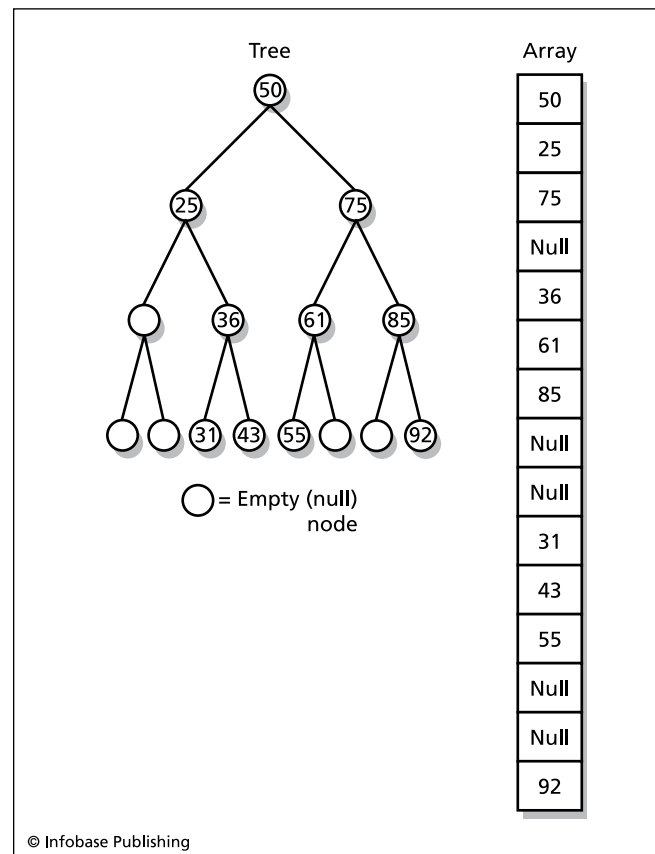 Tree
50
25
75
36
61
85
31
43
55
92
= Empty (null)
node
Array
50
25
75
Null
36
61
85
Null
Null
31
43
55
Null
Null
92
© Infobase Publishing